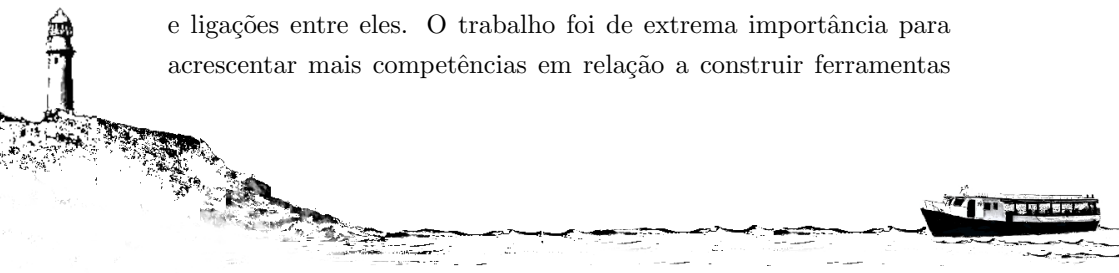 e ligações entre eles. O trabalho foi de extrema importância para
acrescentar mais competências em relação a construir ferramentas